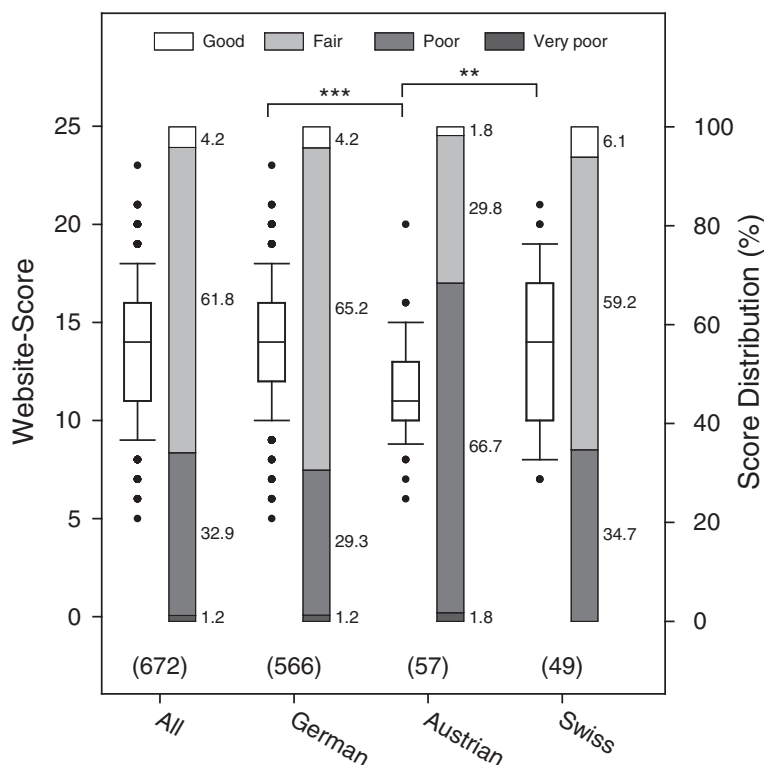 Good Fair Poor Very poor
*** **
25 20 15 10 5 0
Website-Score
4.2 61.8 32.9 1.2
4.2 65.2 29.3 1.2
1.8 29.8 66.7 1.8
6.1 59.2 34.7
100 80 60 40 20 0
Score Distribution (%)
(672) (566) (57) (49)
All German Austrian Swiss